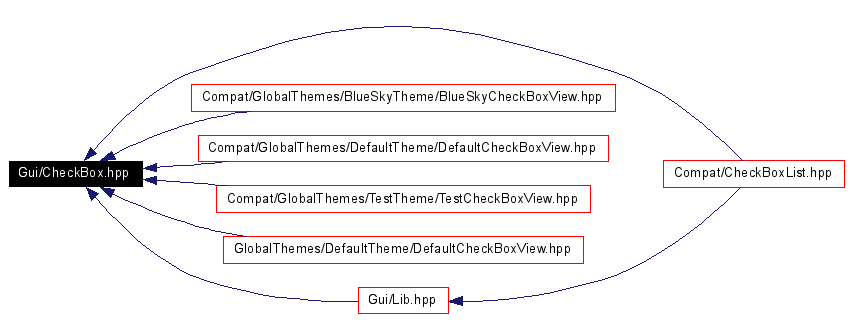 Compat/GlobalThemes/BlueSkyTheme/BlueSkyCheckBoxView.hpp
Compat/GlobalThemes/DefaultTheme/DefaultCheckBoxView.hpp
Gui/CheckBox.hpp
Compat/CheckBoxList.hpp
Compat/GlobalThemes/TestTheme/TestCheckBoxView.hpp
GlobalThemes/DefaultTheme/DefaultCheckBoxView.hpp
Gui/Lib.hpp